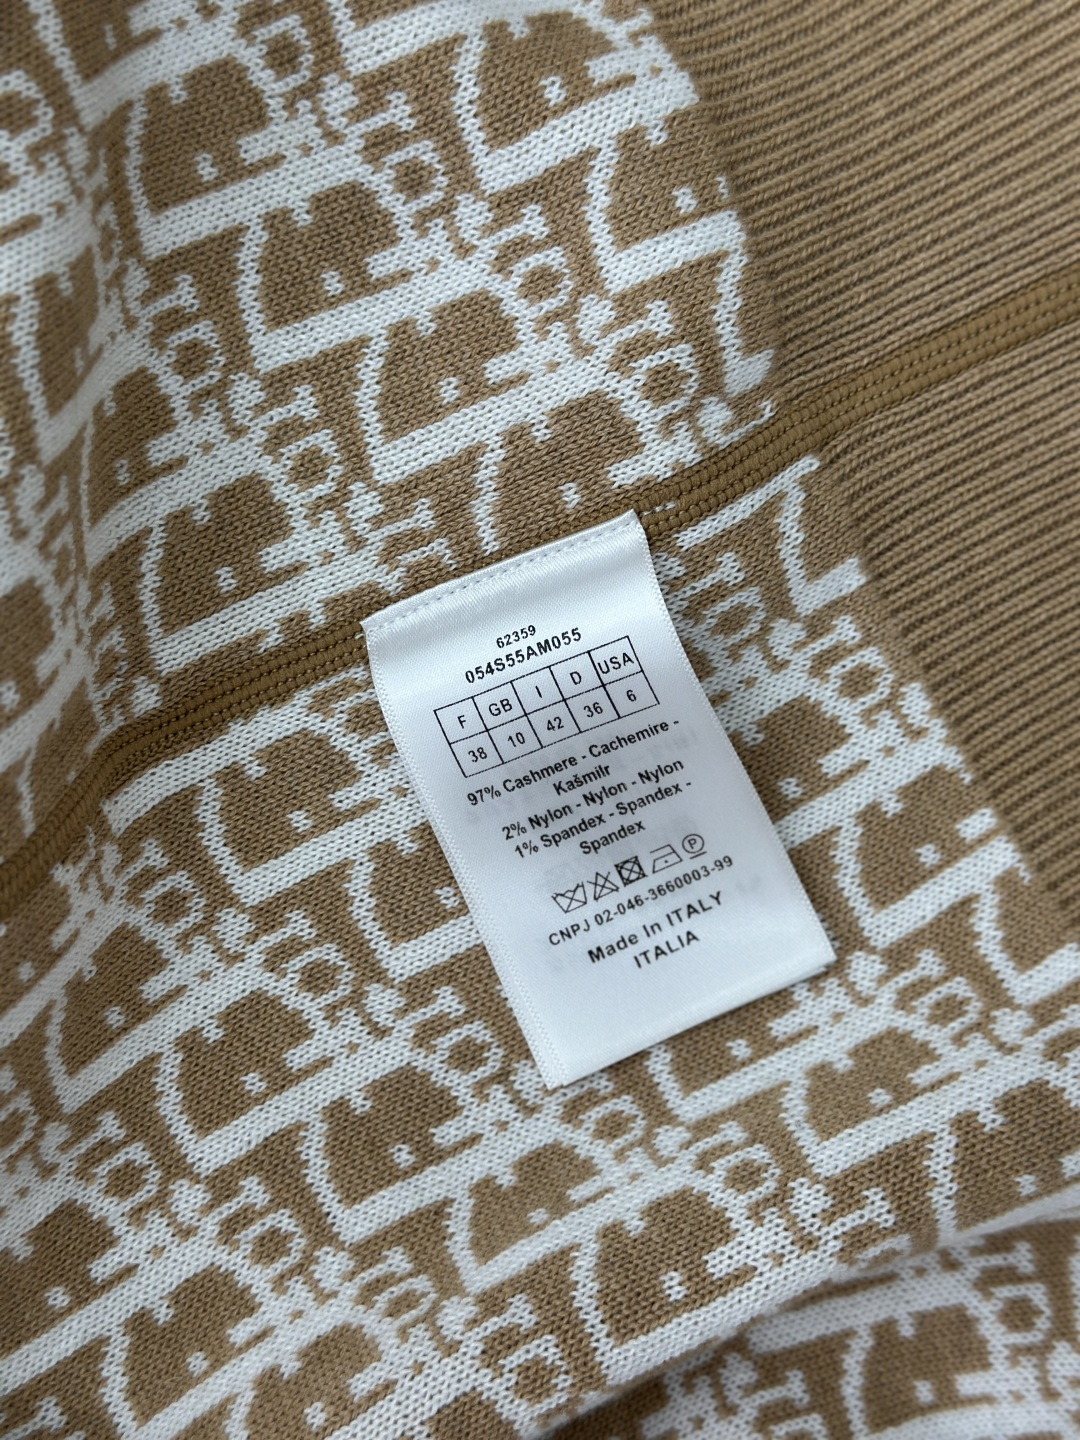 62359
054S55AM055
F GB I D USA
38 10 42 36 6
97% Cashmere - Cachemire -
Kašmilr
2% Nylon - Nylon - Nylon
1% Spandex - Spandex -
Spandex
P
CNPJ 02-046-3660003-99
Made In ITALY
ITALIA